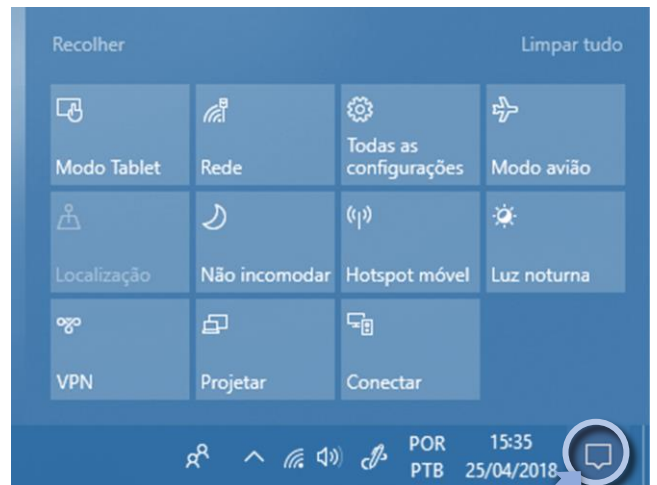 Recolher Limpar tudo
Todas as
Modo Tablet Rede configurações Modo avião
Localização Não incomodar Hotspot móvel Luz noturna
VPN Projetar Conectar
POR 15:35
PTB 25/04/2018